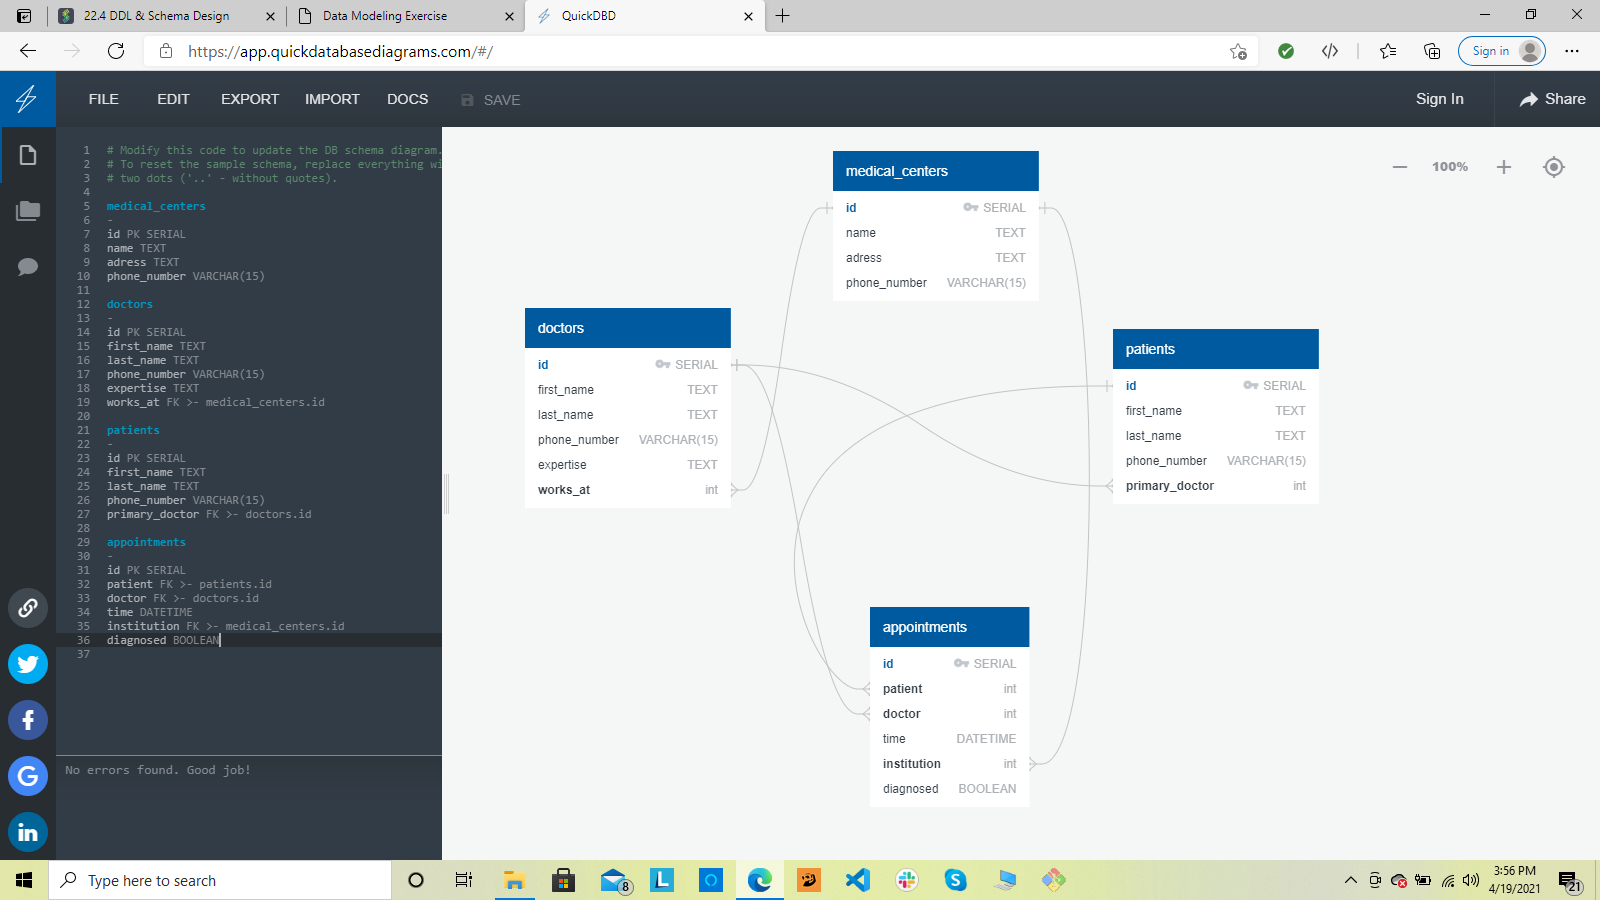 22.4 DDL & Schema Design
Data Modeling Exercise
QuickDBD
https://app.quickdatabasediagrams.com/#/
Sign in
FILE
EDIT
EXPORT
IMPORT
DOCS
SAVE
Sign In
Share
1 # Modify this code to update the DB schema diagram.
2 # To reset the sample schema, replace everything wi
3 # two dots ('..' - without quotes).
4
5 medical_centers
6 -
7 id PK SERIAL
8 name TEXT
9 adress TEXT
10 phone_number VARCHAR(15)
11
12 doctors
13 -
14 id PK SERIAL
15 first_name TEXT
16 last_name TEXT
17 phone_number VARCHAR(15)
18 expertise TEXT
19 works_at FK >- medical_centers.id
20
21 patients
22 -
23 id PK SERIAL
24 first_name TEXT
25 last_name TEXT
26 phone_number VARCHAR(15)
27 primary_doctor FK >- doctors.id
28
29 appointments
30 -
31 id PK SERIAL
32 patient FK >- patients.id
33 doctor FK >- doctors.id
34 time DATETIME
35 institution FK >- medical_centers.id
36 diagnosed BOOLEAN
37
No errors found. Good job!
100%
medical_centers
id SERIAL
name TEXT
adress TEXT
phone_number VARCHAR(15)
doctors
id SERIAL
first_name TEXT
last_name TEXT
phone_number VARCHAR(15)
expertise TEXT
works_at int
patients
id SERIAL
first_name TEXT
last_name TEXT
phone_number VARCHAR(15)
primary_doctor int
appointments
id SERIAL
patient int
doctor int
time DATETIME
institution int
diagnosed BOOLEAN
Type here to search
8
3:56 PM
4/19/2021
21